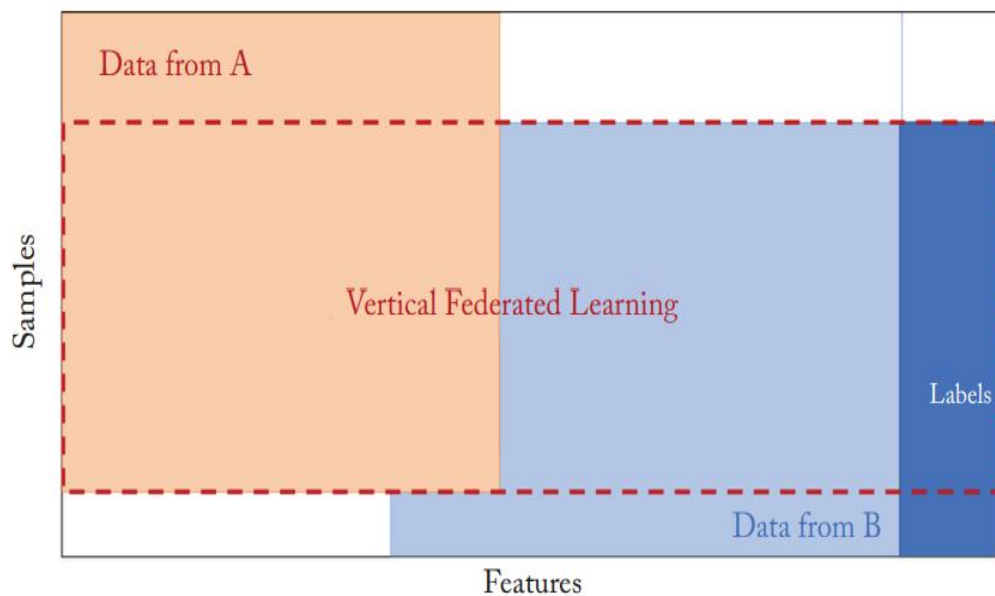 Data from A
Samples
Vertical Federated Learning
Labels
Data from B
Features